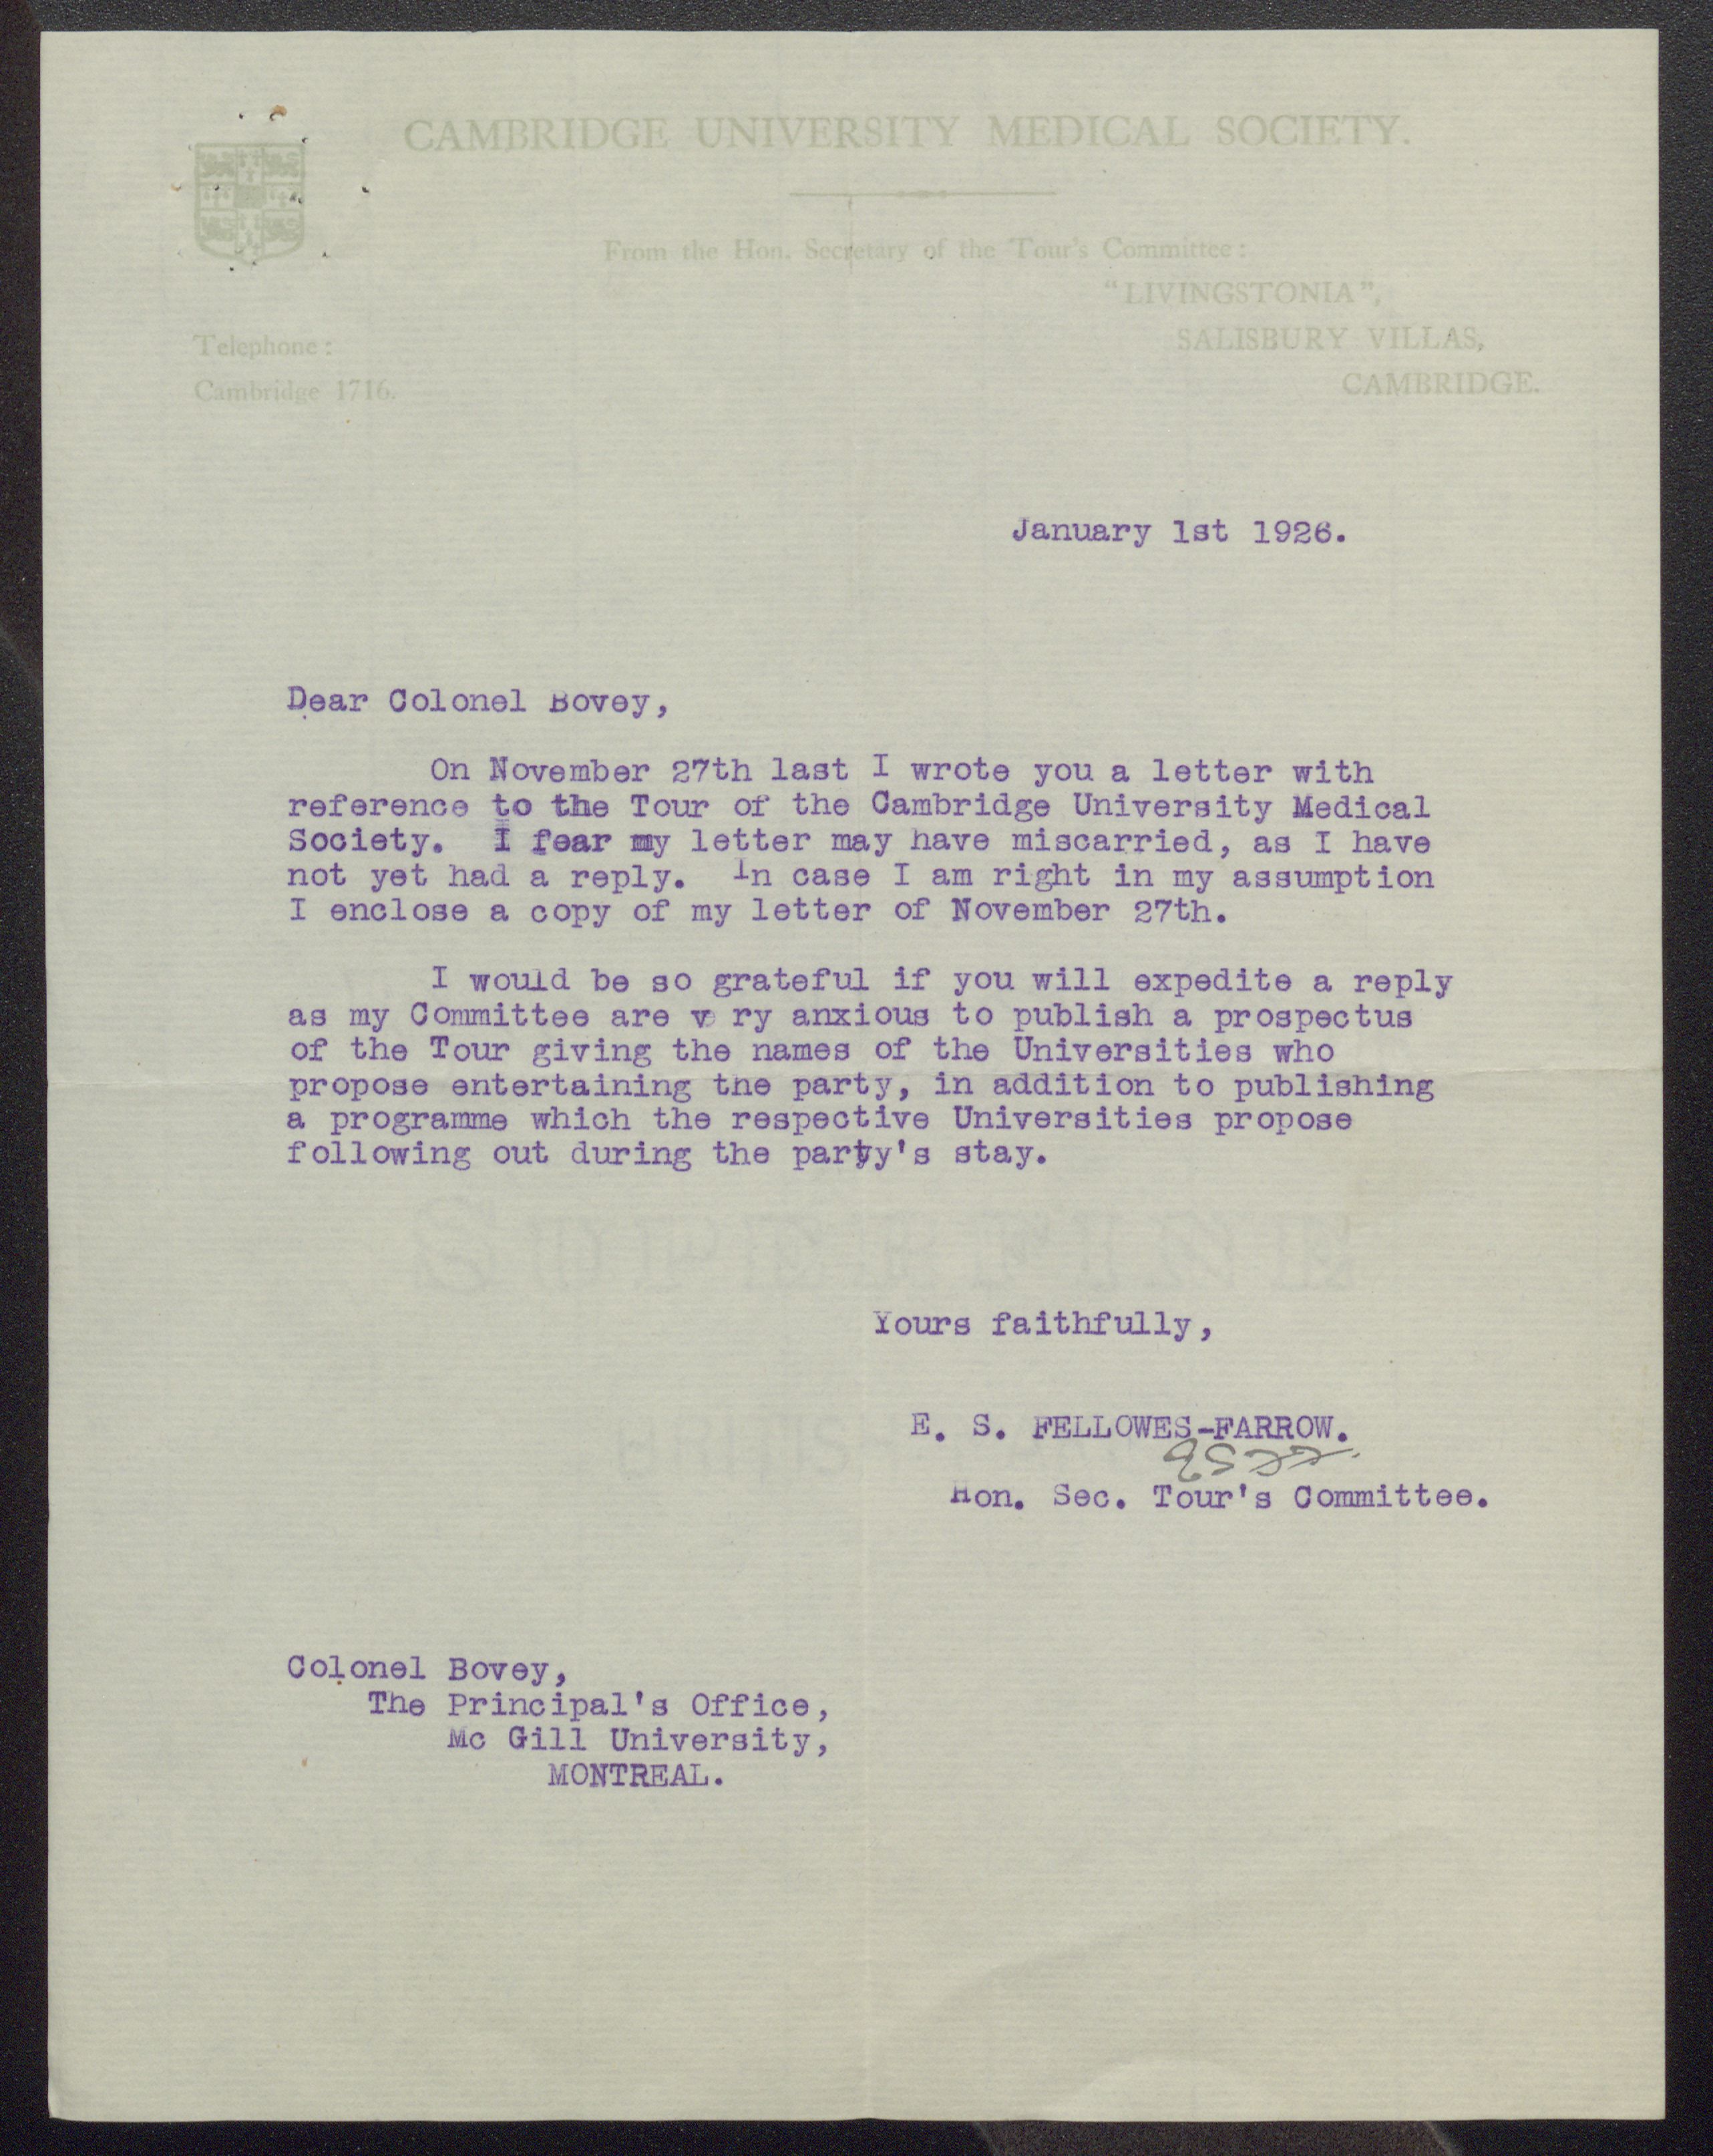 CAMBRIDGE UNIVERSITY MEDICAL SOCIETY.
From the Hon. Secretary of the Tour's Committee:
"LIVINGSTONIA",
SALISBURY VILLAS,
CAMBRIDGE.
Telephone:
Cambridge 1716.
January 1st 1926.
Dear Colonel Bovey,
On November 27th last I wrote you a letter with
reference to the Tour of the Cambridge University Medical
Society. I fear my letter may have miscarried, as I have
not yet had a reply. In case I am right in my assumption
I enclose a copy of my letter of November 27th.
I would be so grateful if you will expedite a reply
as my Committee are very anxious to publish a prospectus
of the Tour giving the names of the Universities who
propose entertaining the party, in addition to publishing
a programme which the respective Universities propose
following out during the party's stay.
Yours faithfully,
E. S. FELLOWES-FARROW.
Hon. Sec. Tour's Committee.
Colonel Bovey,
The Principal's Office,
Mc Gill University,
MONTREAL.